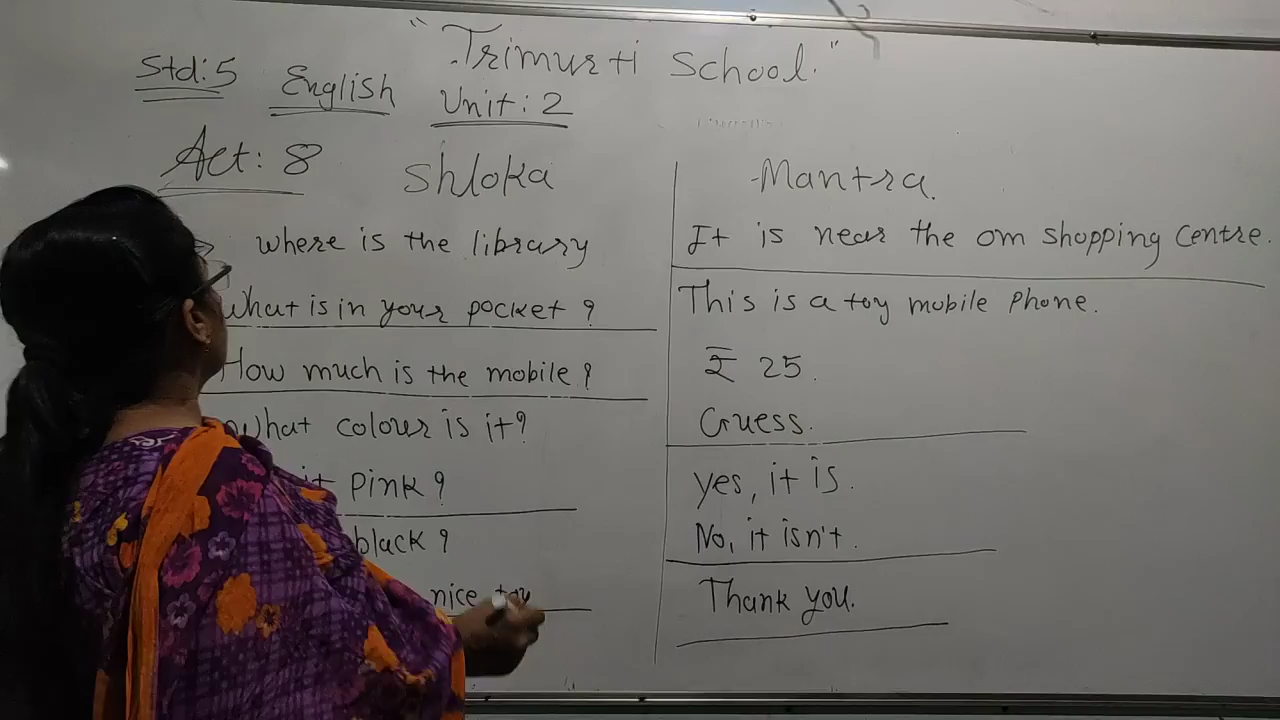 "Trimurti School."
Std:5 English Unit:2
Act: 8
Shloka
where is the library
What is in your pocket?
How much is the mobile?
What colour is it?
it pink?
black?
nice toy
Mantra.
It is near the om shopping centre.
This is a toy mobile phone.
₹ 25.
Guess.
yes, it is.
No, it isn't.
Thank you.